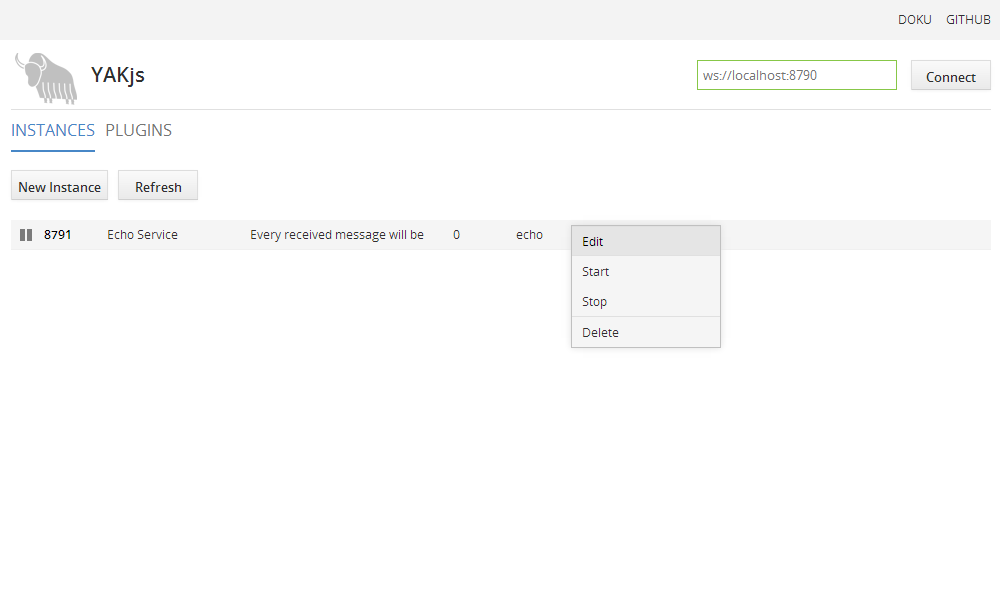 DOKU GITHUB
YAKjs
ws://localhost:8790
Connect
INSTANCES PLUGINS
New Instance Refresh
8791 Echo Service Every received message will be 0 echo
Edit
Start
Stop
Delete